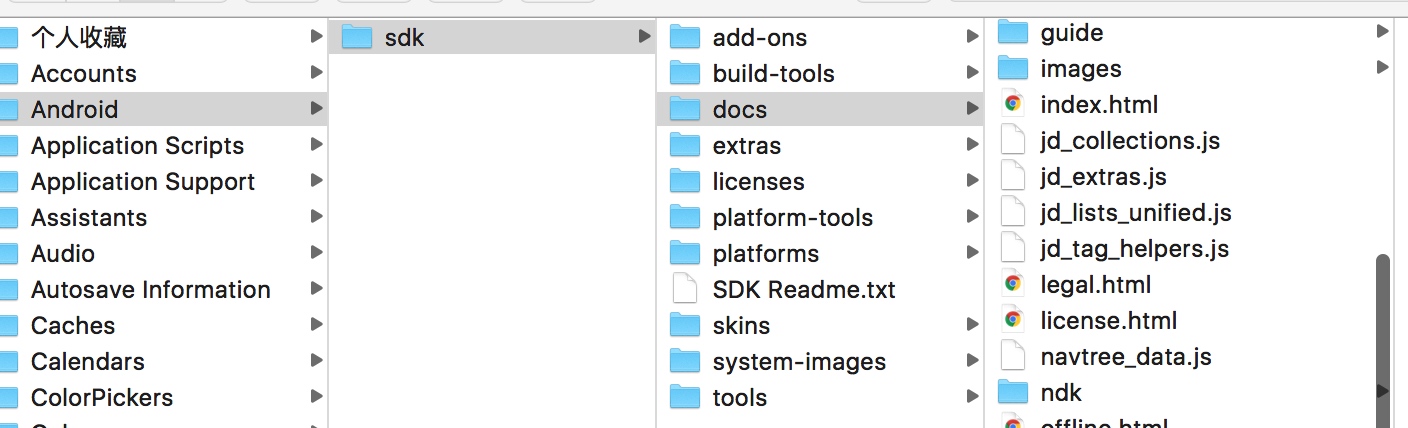 个人收藏
Accounts
Android
Application Scripts
Application Support
Assistants
Audio
Autosave Information
Caches
Calendars
ColorPickers
sdk
add-ons
build-tools
docs
extras
licenses
platform-tools
platforms
SDK Readme.txt
skins
system-images
tools
guide
images
index.html
jd_collections.js
jd_extras.js
jd_lists_unified.js
jd_tag_helpers.js
legal.html
license.html
navtree_data.js
ndk
offline.html